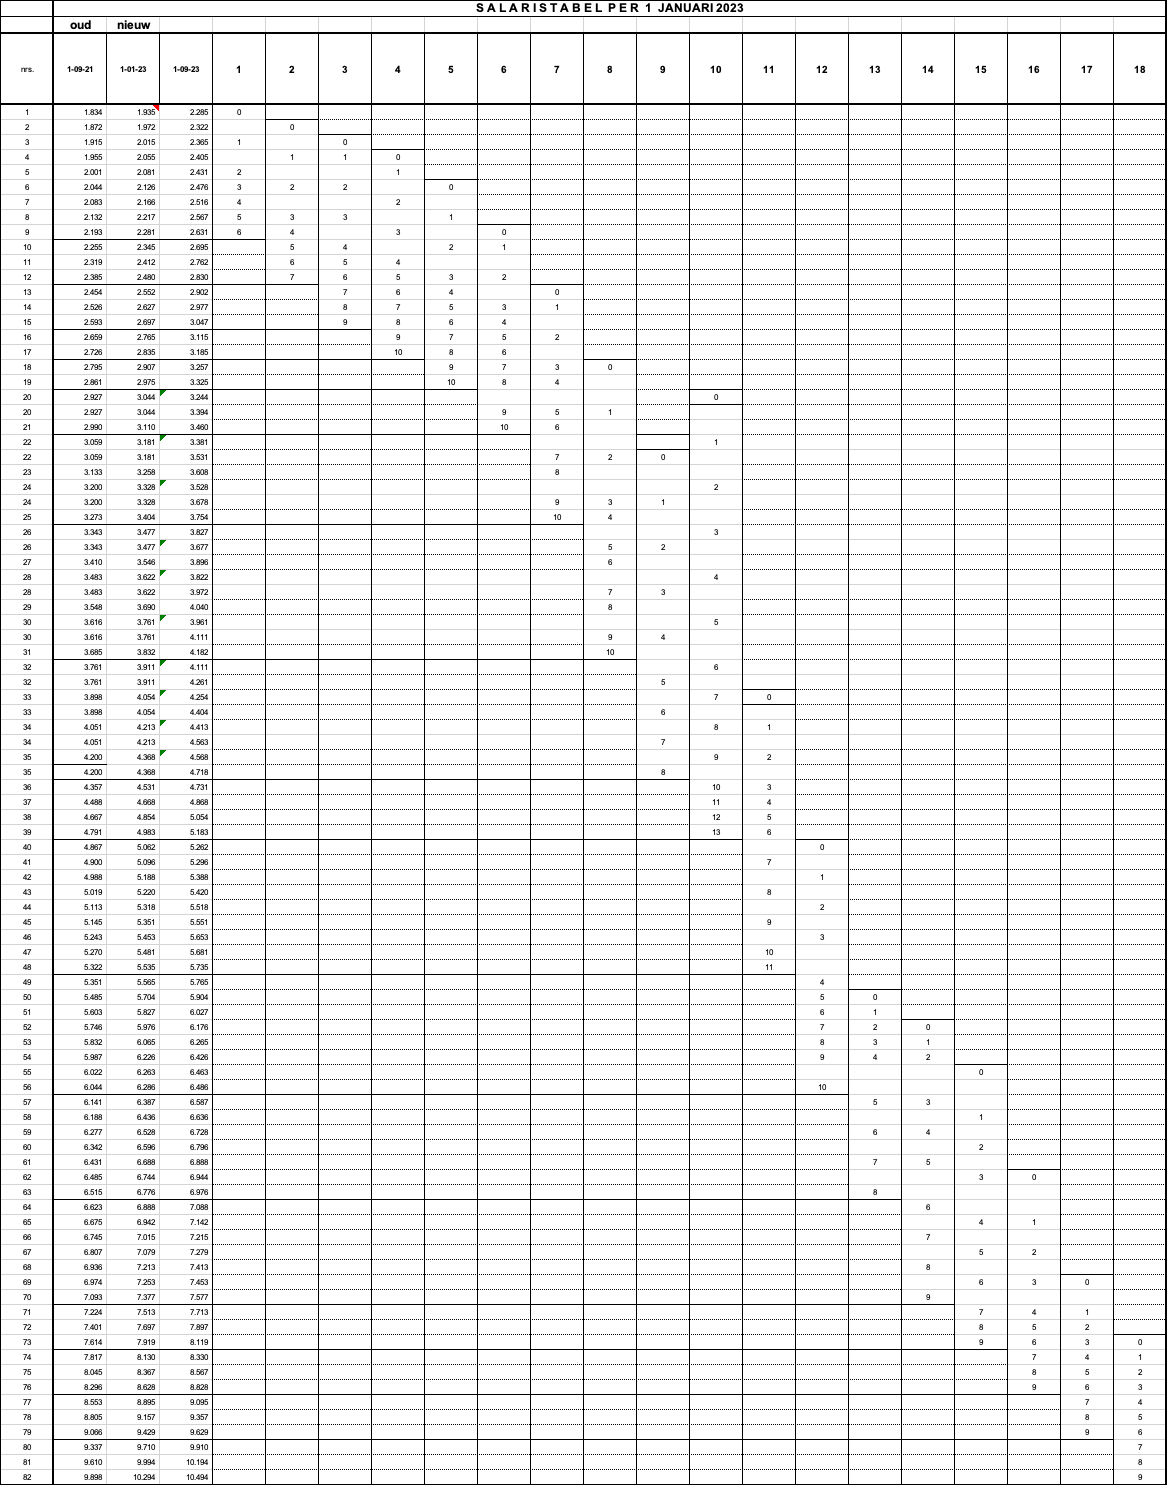 S A L A R I S T A B E L P E R 1 JANUARI 2023
oud nieuw
nrs. 1-09-21 1-01-23 1-09-23 1 2 3 4 5 6 7 8 9 10 11 12 13 14 15 16 17 18
1 1.834 1.935 2.285 0
2 1.872 1.972 2.322 0
3 1.915 2.015 2.365 1 0
4 1.955 2.055 2.405 1 1 0
5 2.001 2.081 2.431 2 1
6 2.044 2.126 2.476 3 2 2 0
7 2.083 2.166 2.516 4 2
8 2.132 2.217 2.567 5 3 3 1
9 2.193 2.281 2.631 6 4 3 0
10 2.255 2.345 2.695 5 4 2 1
11 2.319 2.412 2.762 6 5 4
12 2.385 2.480 2.830 7 6 5 3 2
13 2.454 2.552 2.902 7 6 4 0
14 2.526 2.627 2.977 8 7 5 3 1
15 2.593 2.697 3.047 9 8 6 4
16 2.659 2.765 3.115 9 7 5 2
17 2.726 2.835 3.185 10 8 6
18 2.795 2.907 3.257 9 7 3 0
19 2.861 2.975 3.325 10 8 4
20 2.927 3.044 3.244 0
20 2.927 3.044 3.394 9 5 1
21 2.990 3.110 3.460 10 6
22 3.059 3.181 3.381 1
22 3.059 3.181 3.531 7 2 0
23 3.133 3.258 3.608 8
24 3.200 3.328 3.528 2
24 3.200 3.328 3.678 9 3 1
25 3.273 3.404 3.754 10 4
26 3.343 3.477 3.827 3
26 3.343 3.477 3.677 5 2
27 3.410 3.546 3.896 6
28 3.483 3.622 3.822 4
28 3.483 3.622 3.972 7 3
29 3.548 3.690 4.040 8
30 3.616 3.761 3.961 5
30 3.616 3.761 4.111 9 4
31 3.685 3.832 4.182 10
32 3.761 3.911 4.111 6
32 3.761 3.911 4.261 5
33 3.898 4.054 4.254 7 0
33 3.898 4.054 4.404 6
34 4.051 4.213 4.413 8 1
34 4.051 4.213 4.563 7
35 4.200 4.368 4.568 9 2
35 4.200 4.368 4.718 8
36 4.357 4.531 4.731 10 3
37 4.488 4.668 4.868 11 4
38 4.667 4.854 5.054 12 5
39 4.791 4.983 5.183 13 6
40 4.867 5.062 5.262 0
41 4.900 5.096 5.296 7
42 4.988 5.188 5.388 1
43 5.019 5.220 5.420 8
44 5.113 5.318 5.518 2
45 5.145 5.351 5.551 9
46 5.243 5.453 5.653 3
47 5.270 5.481 5.681 10
48 5.322 5.535 5.735 11
49 5.351 5.565 5.765 4
50 5.485 5.704 5.904 5 0
51 5.603 5.827 6.027 6 1
52 5.746 5.976 6.176 7 2 0
53 5.832 6.065 6.265 8 3 1
54 5.987 6.226 6.426 9 4 2
55 6.022 6.263 6.463 0
56 6.044 6.286 6.486 10
57 6.141 6.387 6.587 5 3
58 6.188 6.436 6.636 1
59 6.277 6.528 6.728 6 4
60 6.342 6.596 6.796 2
61 6.431 6.688 6.888 7 5
62 6.485 6.744 6.944 3 0
63 6.515 6.776 6.976 8
64 6.623 6.888 7.088 6
65 6.675 6.942 7.142 4 1
66 6.745 7.015 7.215 7
67 6.807 7.079 7.279 5 2
68 6.936 7.213 7.413 8
69 6.974 7.253 7.453 6 3 0
70 7.093 7.377 7.577 9
71 7.224 7.513 7.713 7 4 1
72 7.401 7.697 7.897 8 5 2
73 7.614 7.919 8.119 9 6 3 0
74 7.817 8.130 8.330 7 4 1
75 8.045 8.367 8.567 8 5 2
76 8.296 8.628 8.828 9 6 3
77 8.553 8.895 9.095 7 4
78 8.805 9.157 9.357 8 5
79 9.066 9.429 9.629 9 6
80 9.337 9.710 9.910 7
81 9.610 9.994 10.194 8
82 9.898 10.294 10.494 9